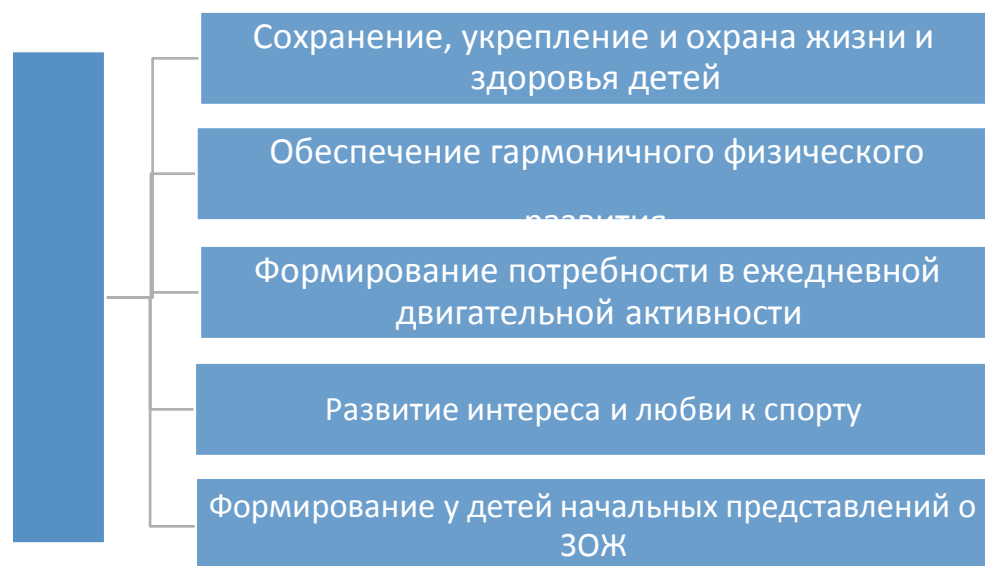 Сохранение, укрепление и охрана жизни и
здоровья детей
Обеспечение гармоничного физического
развития
Формирование потребности в ежедневной
двигательной активности
Развитие интереса и любви к спорту
Формирование у детей начальных представлений о
ЗОЖ